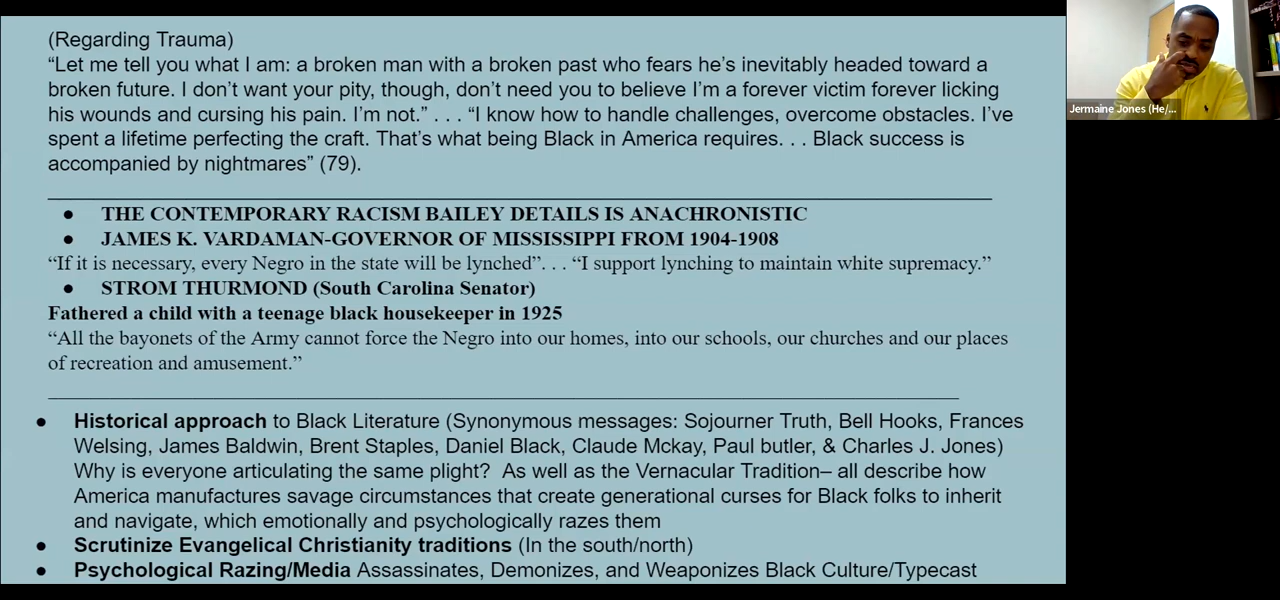 (Regarding Trauma)
“Let me tell you what I am: a broken man with a broken past who fears he’s inevitably headed toward a
broken future. I don’t want your pity, though, don’t need you to believe I’m a forever victim forever licking
his wounds and cursing his pain. I’m not.” . . . “I know how to handle challenges, overcome obstacles. I’ve
spent a lifetime perfecting the craft. That’s what being Black in America requires. . . Black success is
accompanied by nightmares” (79).
● THE CONTEMPORARY RACISM BAILEY DETAILS IS ANACHRONISTIC
● JAMES K. VARDAMAN-GOVERNOR OF MISSISSIPPI FROM 1904-1908
“If it is necessary, every Negro in the state will be lynched”. . . “I support lynching to maintain white supremacy.”
● STROM THURMOND (South Carolina Senator)
Fathered a child with a teenage black housekeeper in 1925
“All the bayonets of the Army cannot force the Negro into our homes, into our schools, our churches and our places
of recreation and amusement.”
● Historical approach to Black Literature (Synonymous messages: Sojourner Truth, Bell Hooks, Frances
Welsing, James Baldwin, Brent Staples, Daniel Black, Claude Mckay, Paul butler, & Charles J. Jones)
Why is everyone articulating the same plight?  As well as the Vernacular Tradition– all describe how
America manufactures savage circumstances that create generational curses for Black folks to inherit
and navigate, which emotionally and psychologically razes them
● Scrutinize Evangelical Christianity traditions (In the south/north)
● Psychological Razing/Media Assassinates, Demonizes, and Weaponizes Black Culture/Typecast
Jermaine Jones (He/...